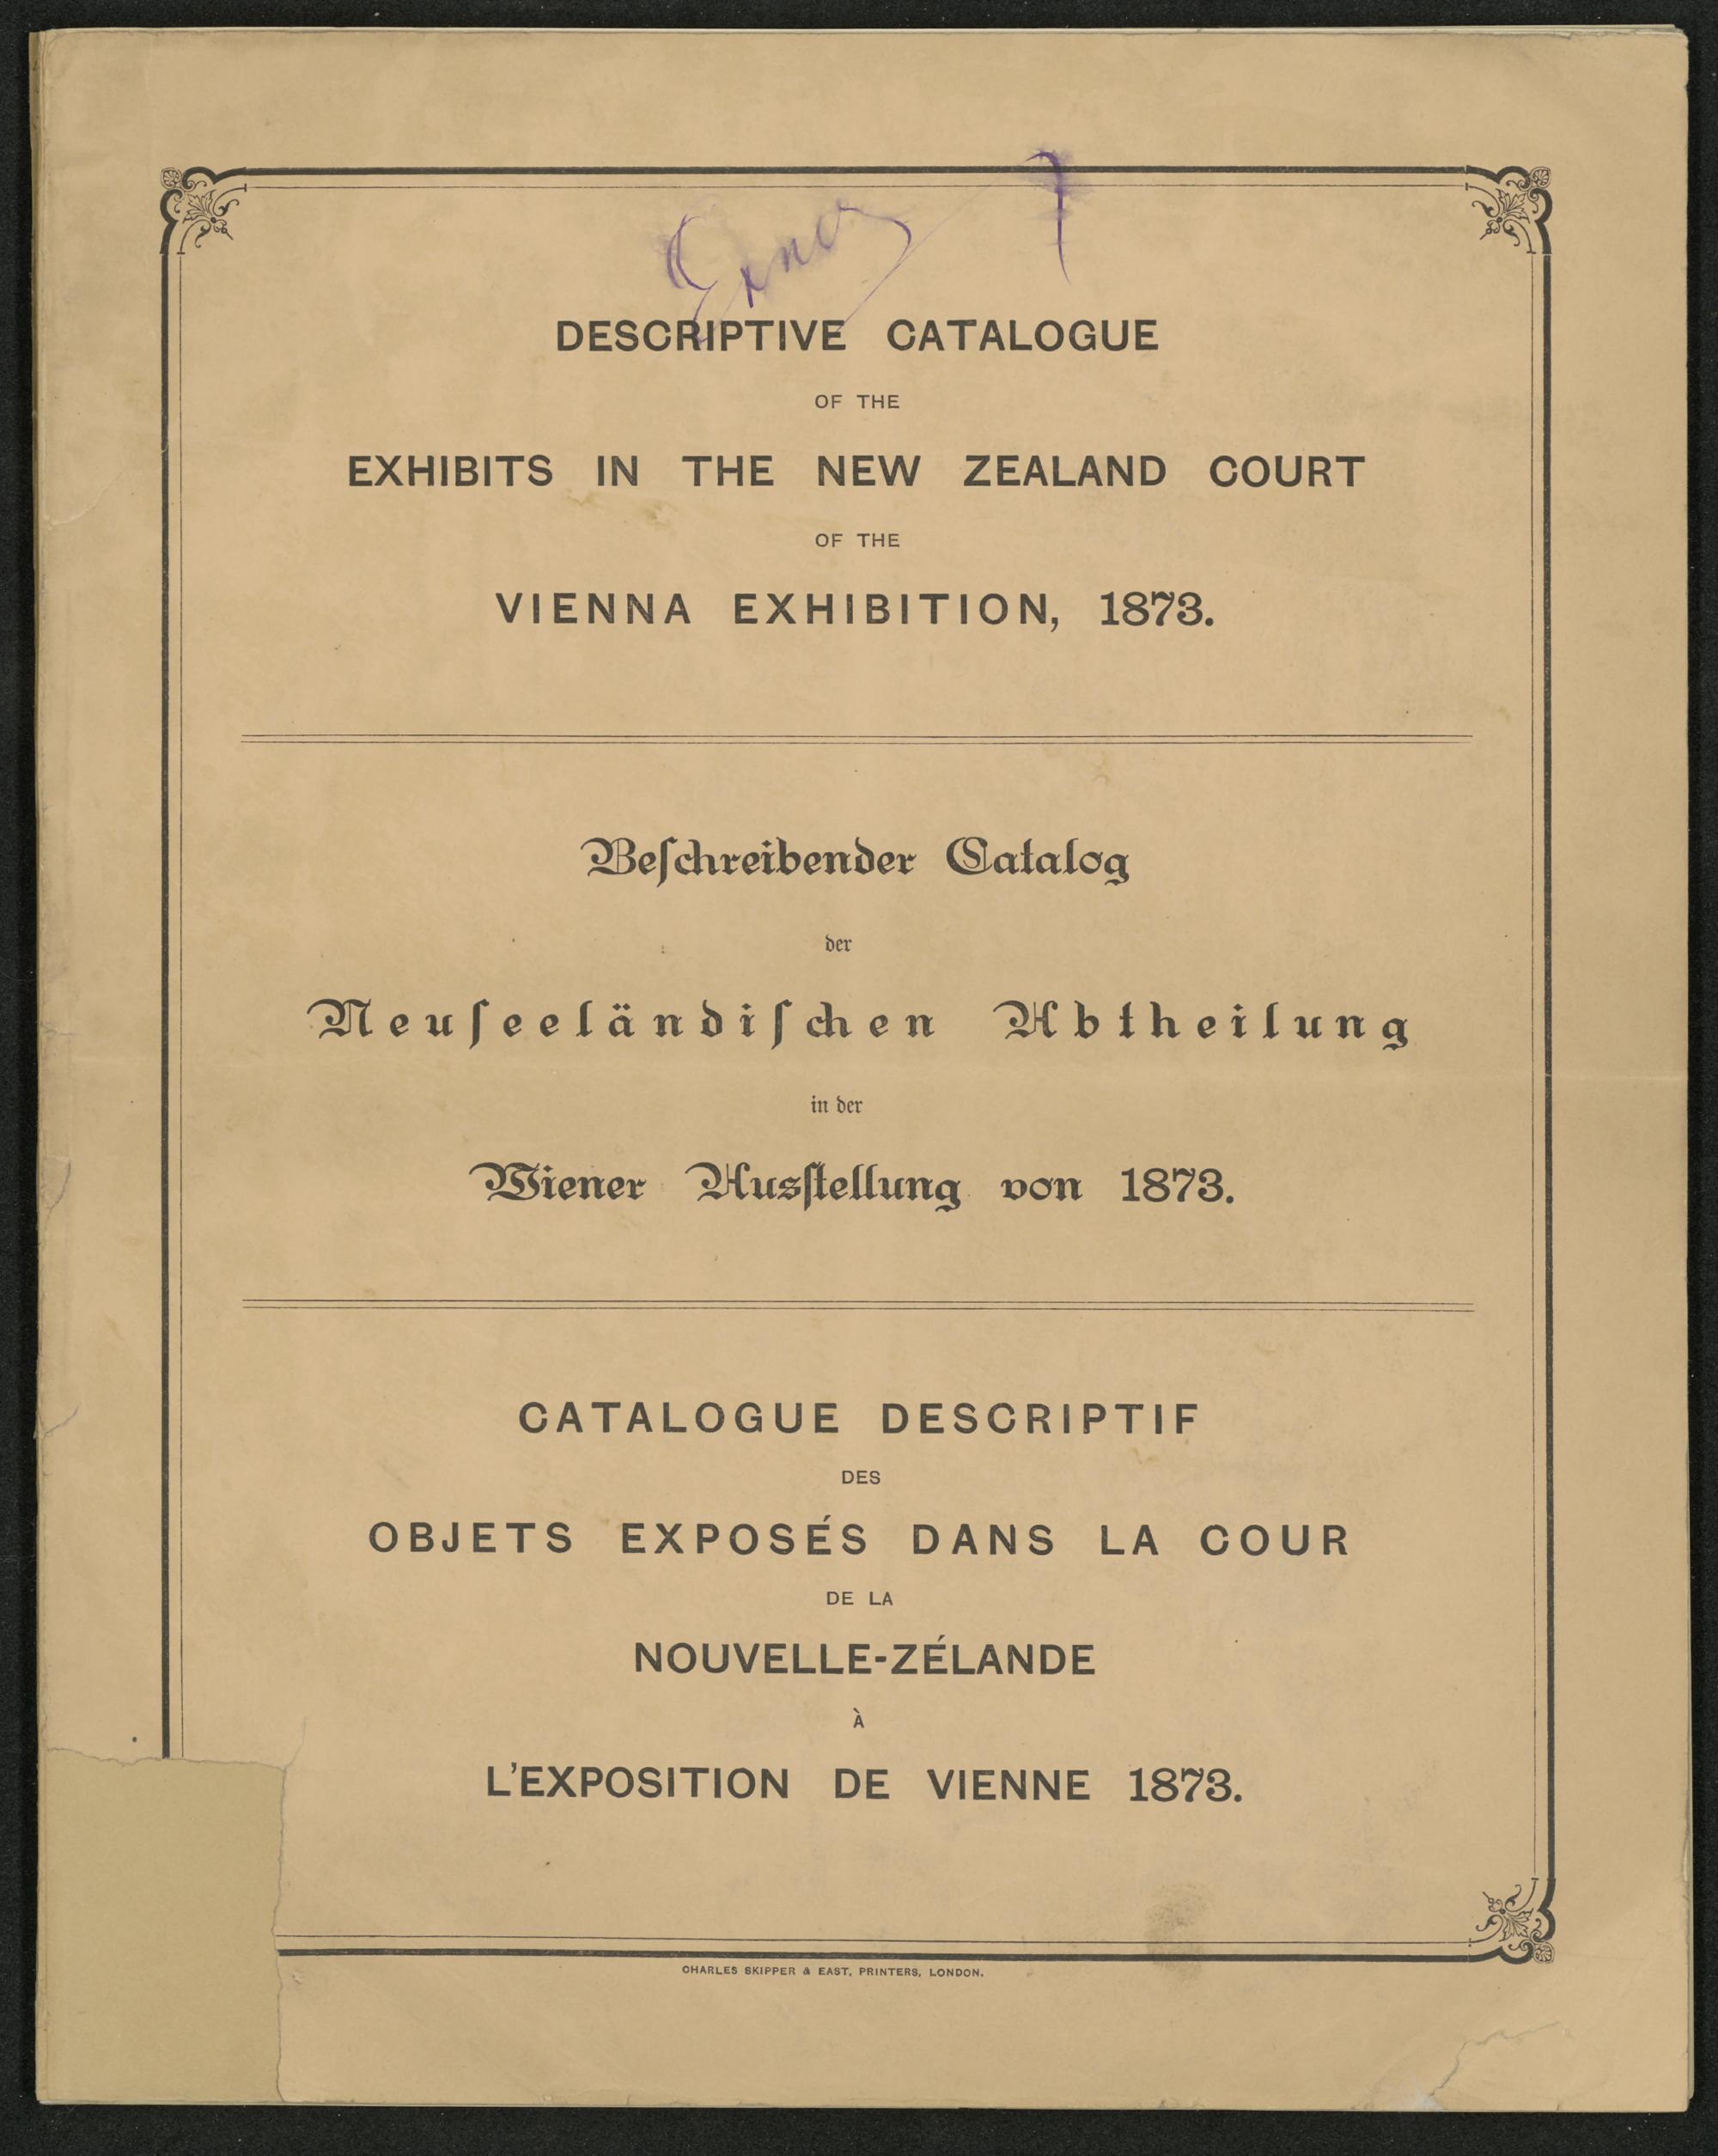 DESCRIPTIVE CATALOGUE
OF THE
EXHIBITS IN THE NEW ZEALAND COURT
OF THE
VIENNA EXHIBITION, 1873.
Beſchreibender Catalog
der
Neuſeeländiſchen Abtheilung
in der
Wiener Ausſtellung von 1873.
CATALOGUE DESCRIPTIF
DES
OBJETS EXPOSÉS DANS LA COUR
DE LA
NOUVELLE-ZÉLANDE
À
L'EXPOSITION DE VIENNE 1873.
CHARLES SKIPPER & EAST, PRINTERS, LONDON.